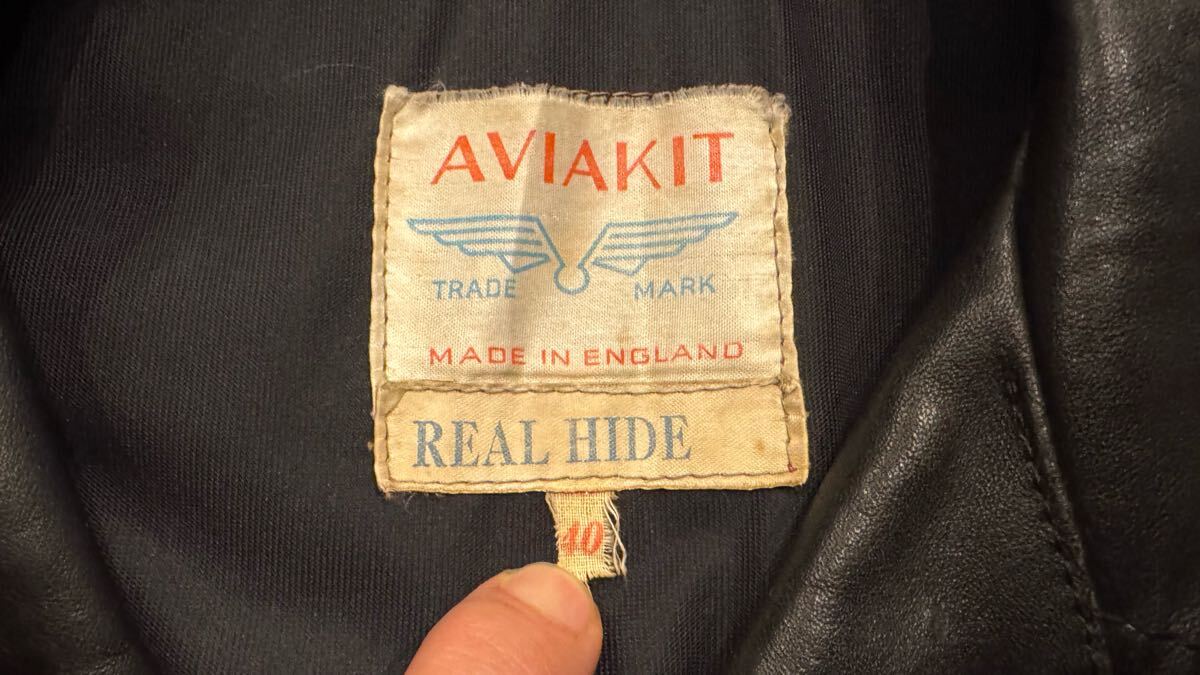 AVIAKIT
TRADE MARK
MADE IN ENGLAND
REAL HIDE
40